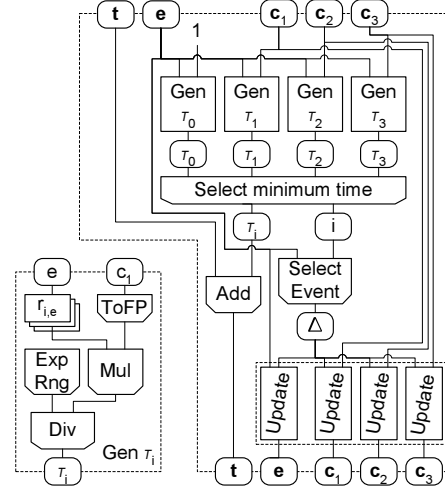 t e c1 c2 c3
1
Gen τ0 Gen τ1 Gen τ2 Gen τ3
τ0 τ1 τ2 τ3
Select minimum time
τi i
Select
Event
Add
Δ
Update Update Update Update
t e c1 c2 c3
e c1
ri,e ToFP
Exp
Rng
Mul
Div
Gen τi
τi